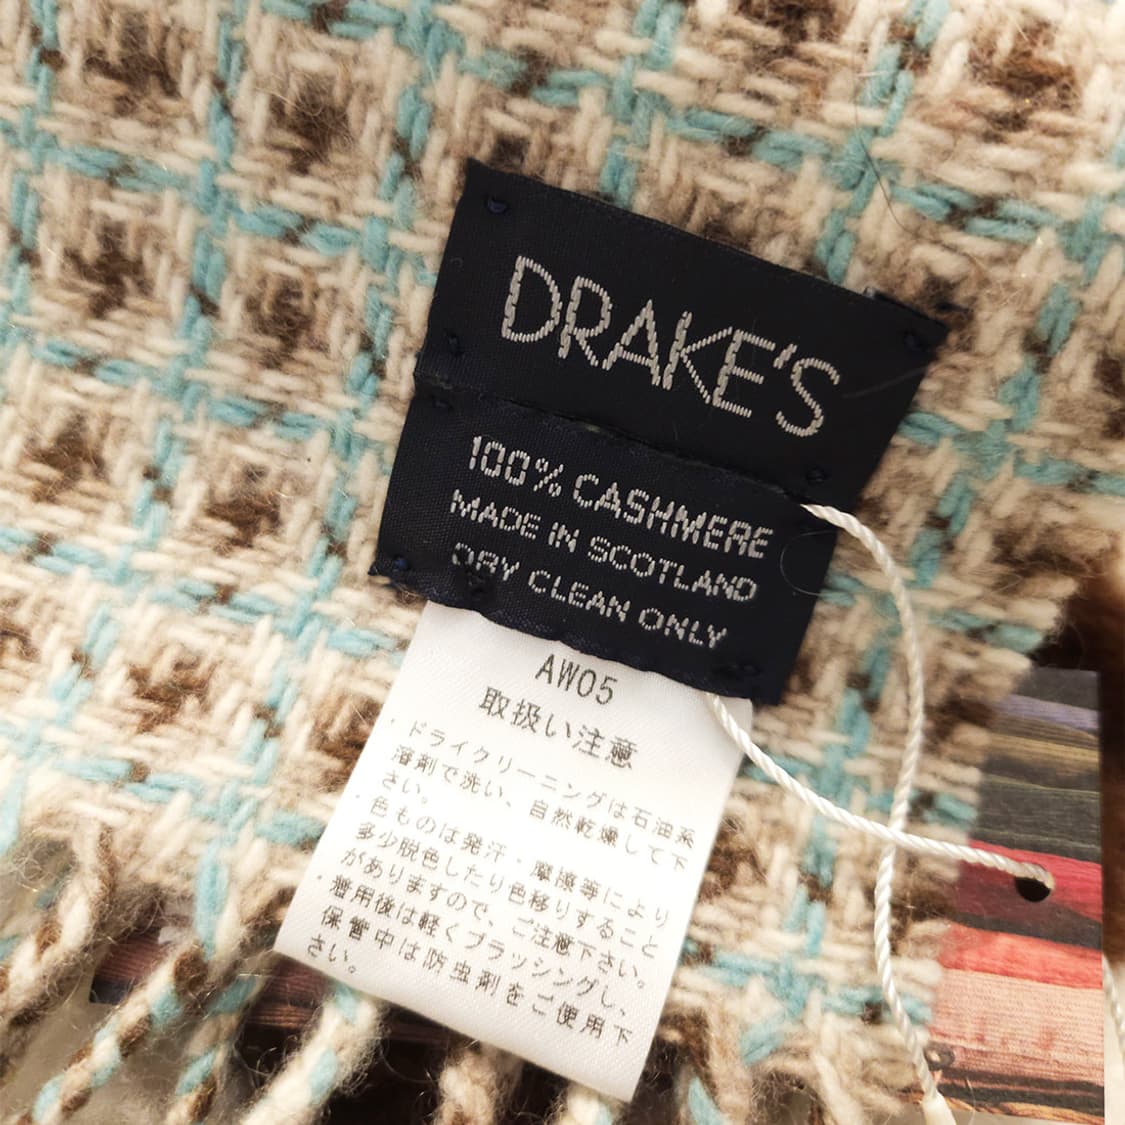 DRAKE'S
100% CASHMERE
MADE IN SCOTLAND
DRY CLEAN ONLY
AW05
取扱い注意
・ドライクリーニングは石油系
溶剤で洗い、自然乾燥して下
さい。
・色ものは発汗・摩擦等により
多少脱色したり色移りすること
がありますので、ご注意下さい。
・着用後は軽くブラッシングし、
保管中は防虫剤をご使用下
さい。